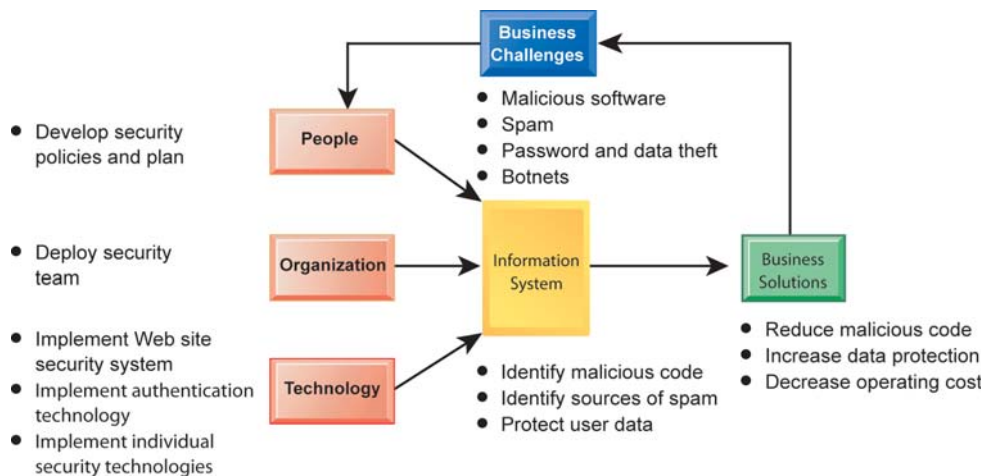 Business
Challenges
• Malicious software
• Spam
• Password and data theft
• Botnets
• Develop security
policies and plan
People
• Deploy security
team
Organization
• Implement Web site
security system
• Implement authentication
technology
• Implement individual
security technologies
Technology
Information
System
• Identify malicious code
• Identify sources of spam
• Protect user data
Business
Solutions
• Reduce malicious code
• Increase data protection
• Decrease operating cost